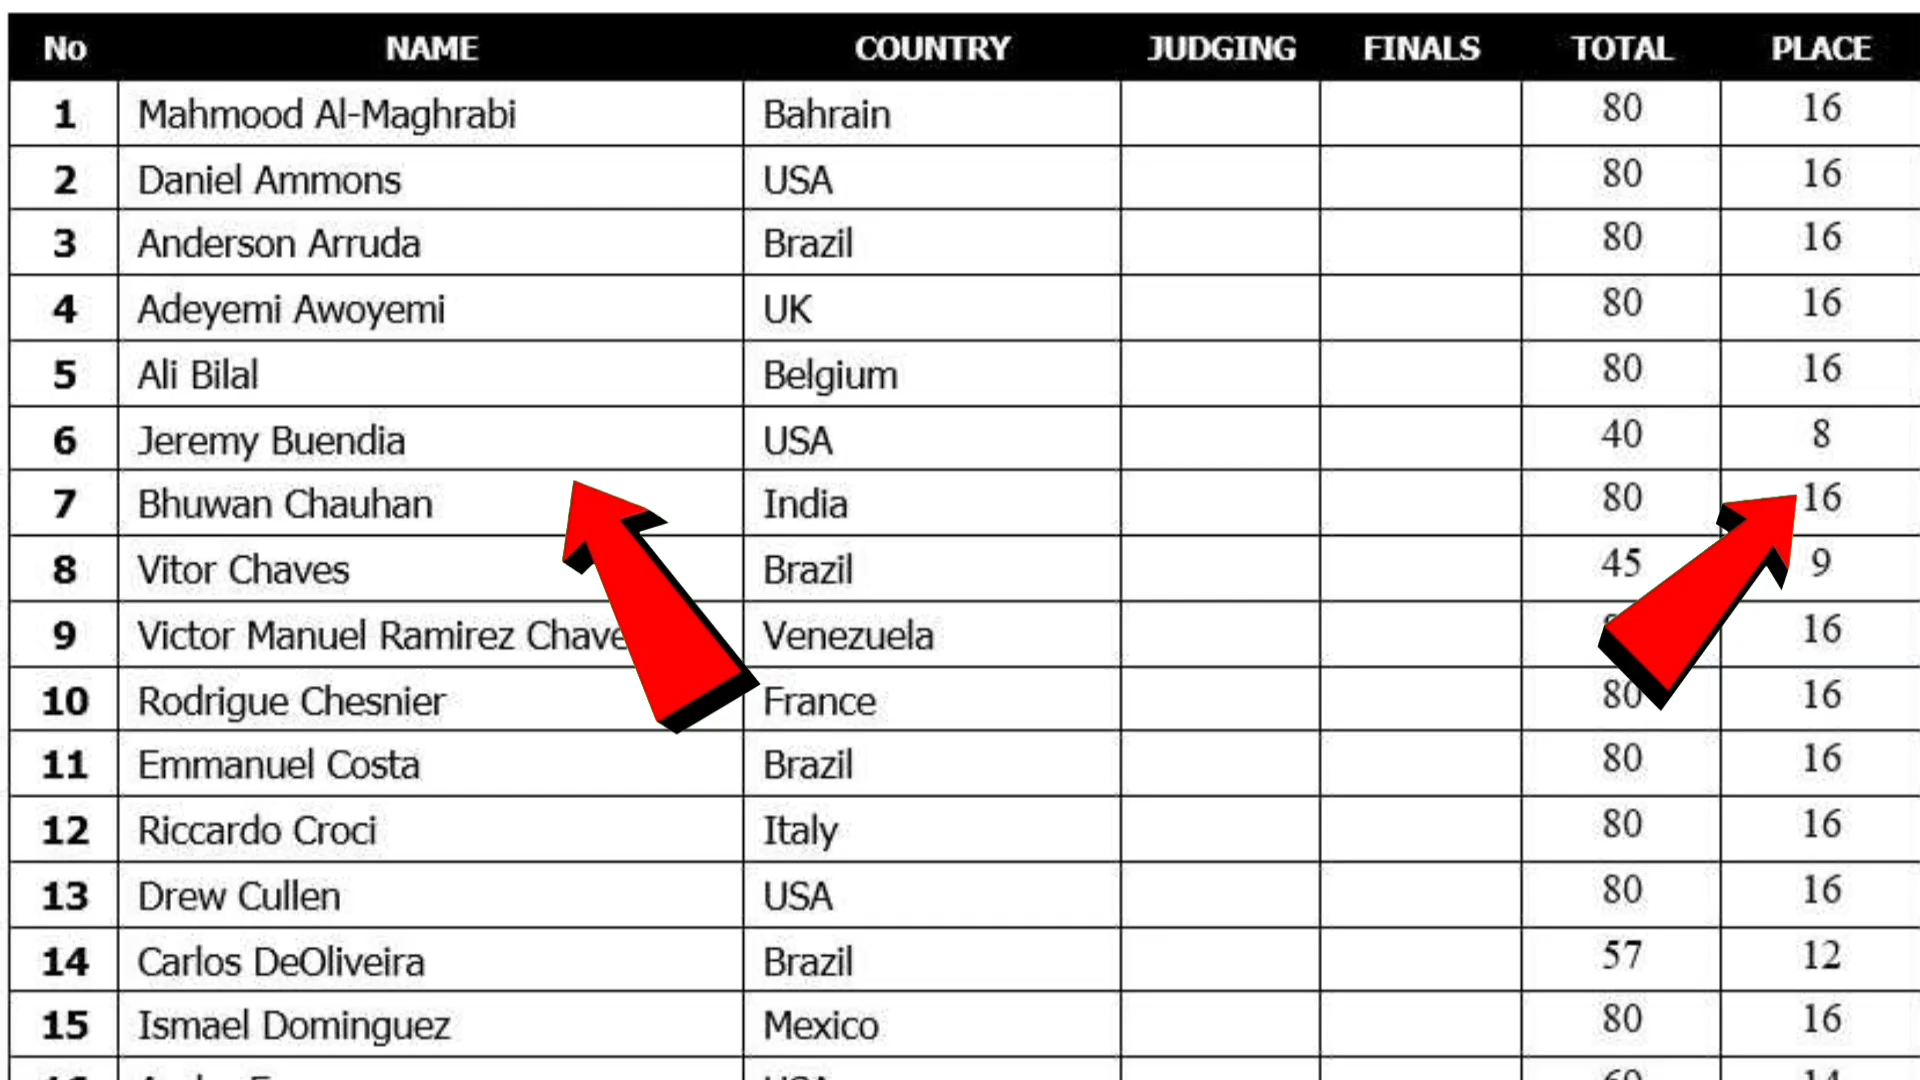 No NAME COUNTRY JUDGING FINALS TOTAL PLACE
1 Mahmood Al-Maghrabi Bahrain 80 16
2 Daniel Ammons USA 80 16
3 Anderson Arruda Brazil 80 16
4 Adeyemi Awoyemi UK 80 16
5 Ali Bilal Belgium 80 16
6 Jeremy Buendia USA 40 8
7 Bhuwan Chauhan India 80 16
8 Vitor Chaves Brazil 45 9
9 Victor Manuel Ramirez Venezuela 16
10 Rodrigue Chesnier France 80 16
11 Emmanuel Costa Brazil 80 16
12 Riccardo Croci Italy 80 16
13 Drew Cullen USA 80 16
14 Carlos DeOliveira Brazil 57 12
15 Ismael Dominguez Mexico 80 16